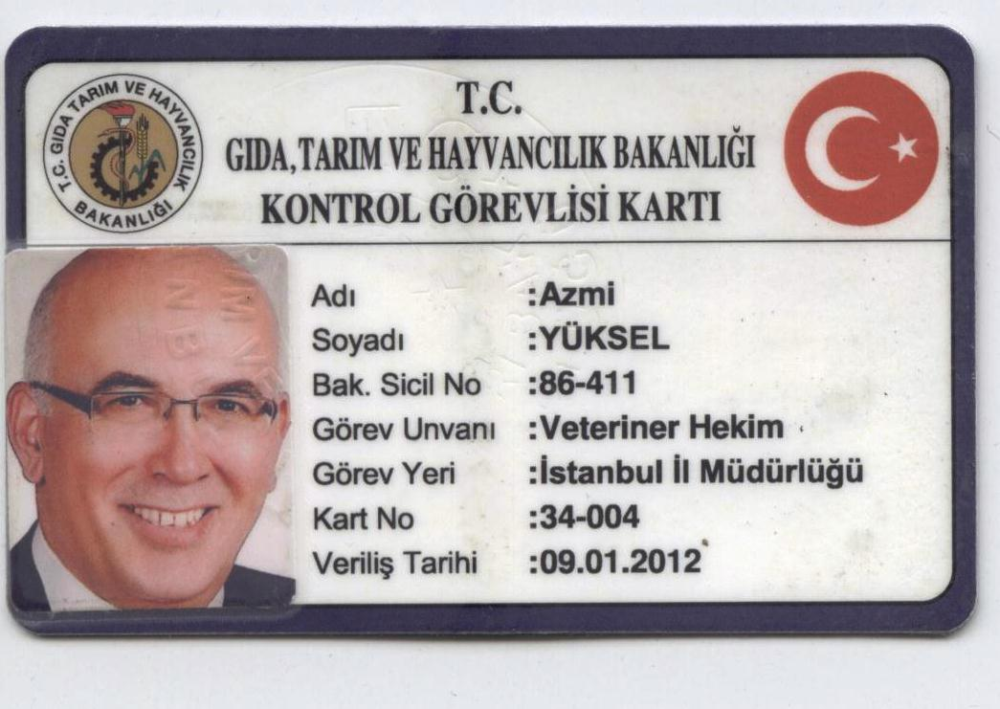 T.C. GIDA TARIM VE HAYVANCILIK BAKANLIĞI
T.C.
GIDA,TARIM VE HAYVANCILIK BAKANLIĞI
KONTROL GÖREVLİSİ KARTI
Adı :Azmi
Soyadı :YÜKSEL
Bak. Sicil No :86-411
Görev Unvanı :Veteriner Hekim
Görev Yeri :İstanbul İl Müdürlüğü
Kart No :34-004
Veriliş Tarihi :09.01.2012